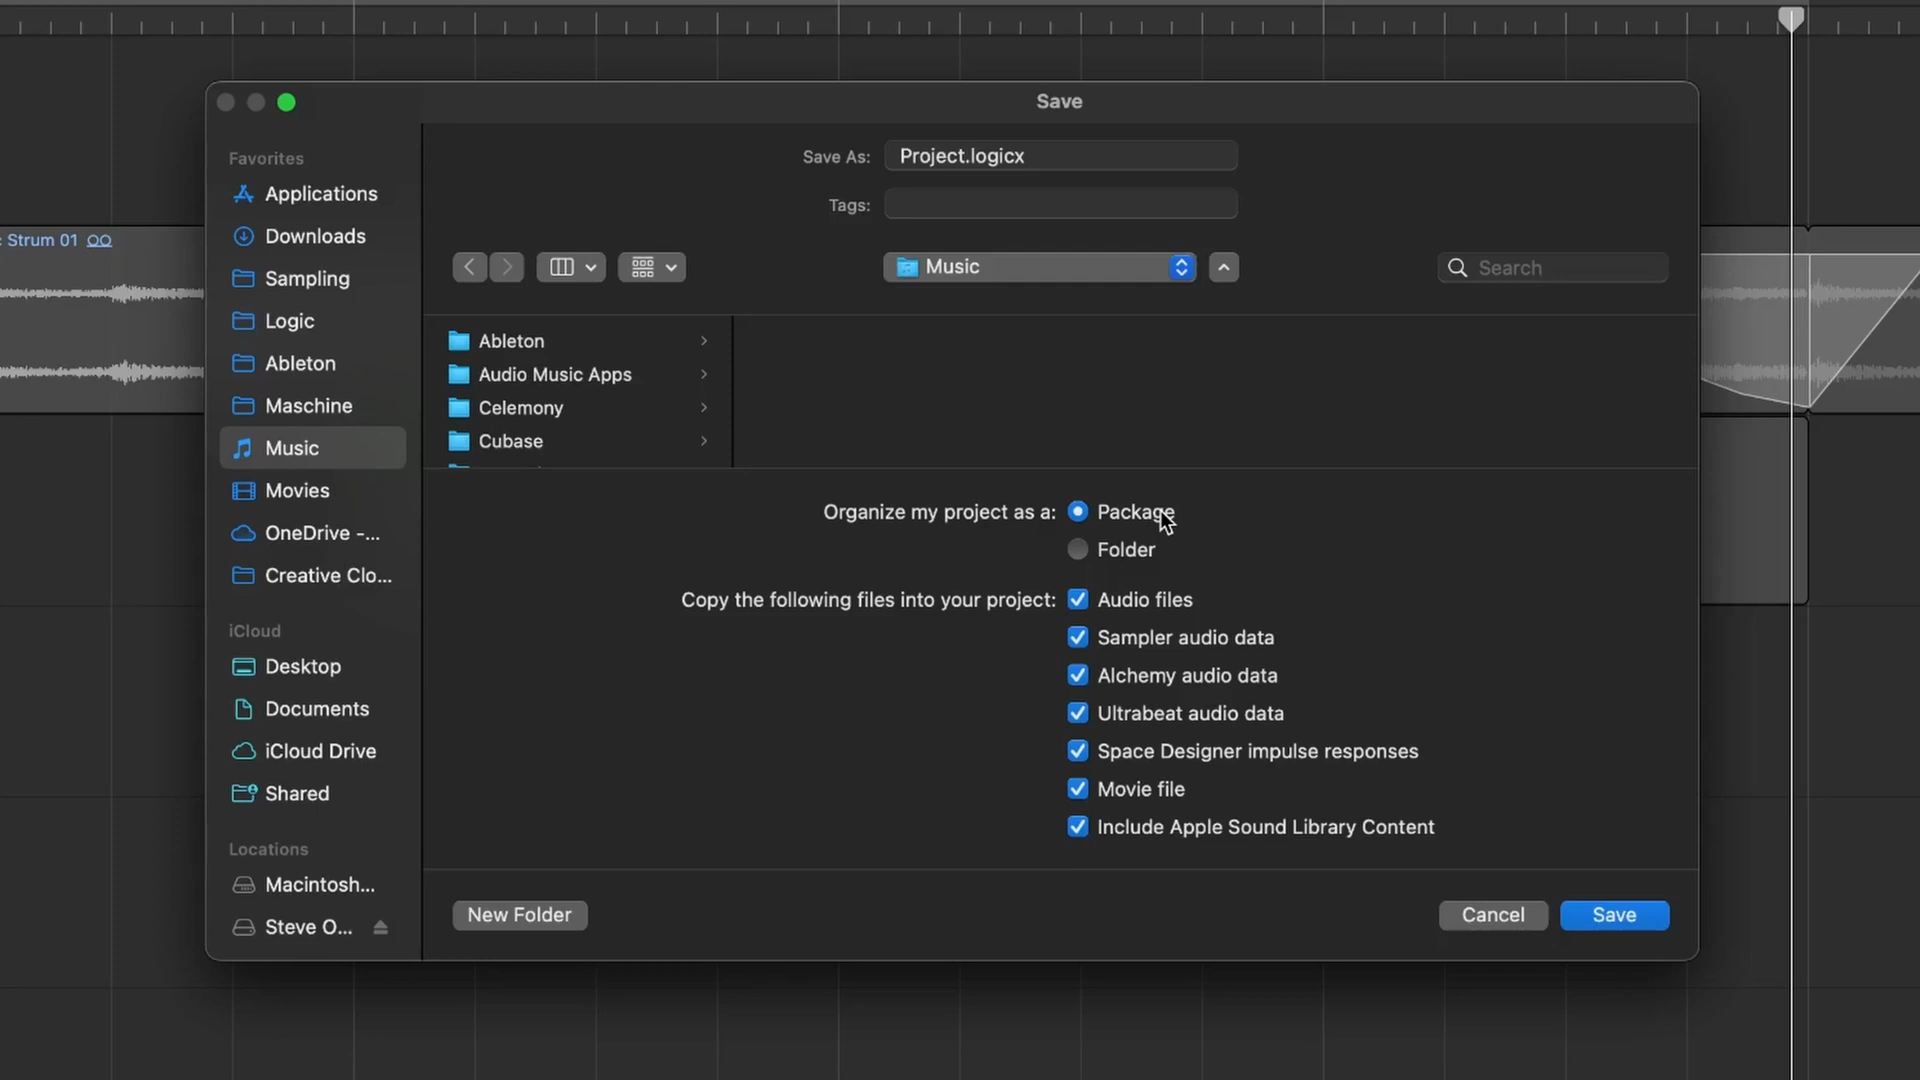 Save
: Strum 01
Favorites
Applications
Downloads
Sampling
Logic
Ableton
Maschine
Music
Movies
OneDrive -...
Creative Clo...
iCloud
Desktop
Documents
iCloud Drive
Shared
Locations
Macintosh...
Steve O...
Save As: Project.logicx
Tags:
Music
Search
Ableton
Audio Music Apps
Celemony
Cubase
Organize my project as a: Package
Folder
Copy the following files into your project: Audio files
Sampler audio data
Alchemy audio data
Ultrabeat audio data
Space Designer impulse responses
Movie file
Include Apple Sound Library Content
New Folder
Cancel
Save